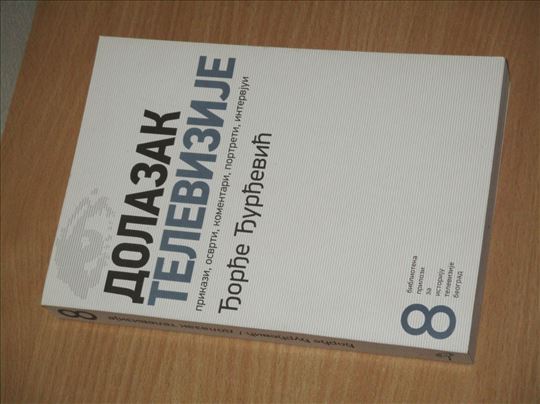 ДОЛАЗАК
ТЕЛЕВИЗИЈЕ
прикази, осврти, коментари, портрети, интервјуи
Ђорђе Ђурђевић
8
библиотека
прилози
за
историју
телевизије
београд
8
Ђорђе Ђурђевић / долазак телевизије